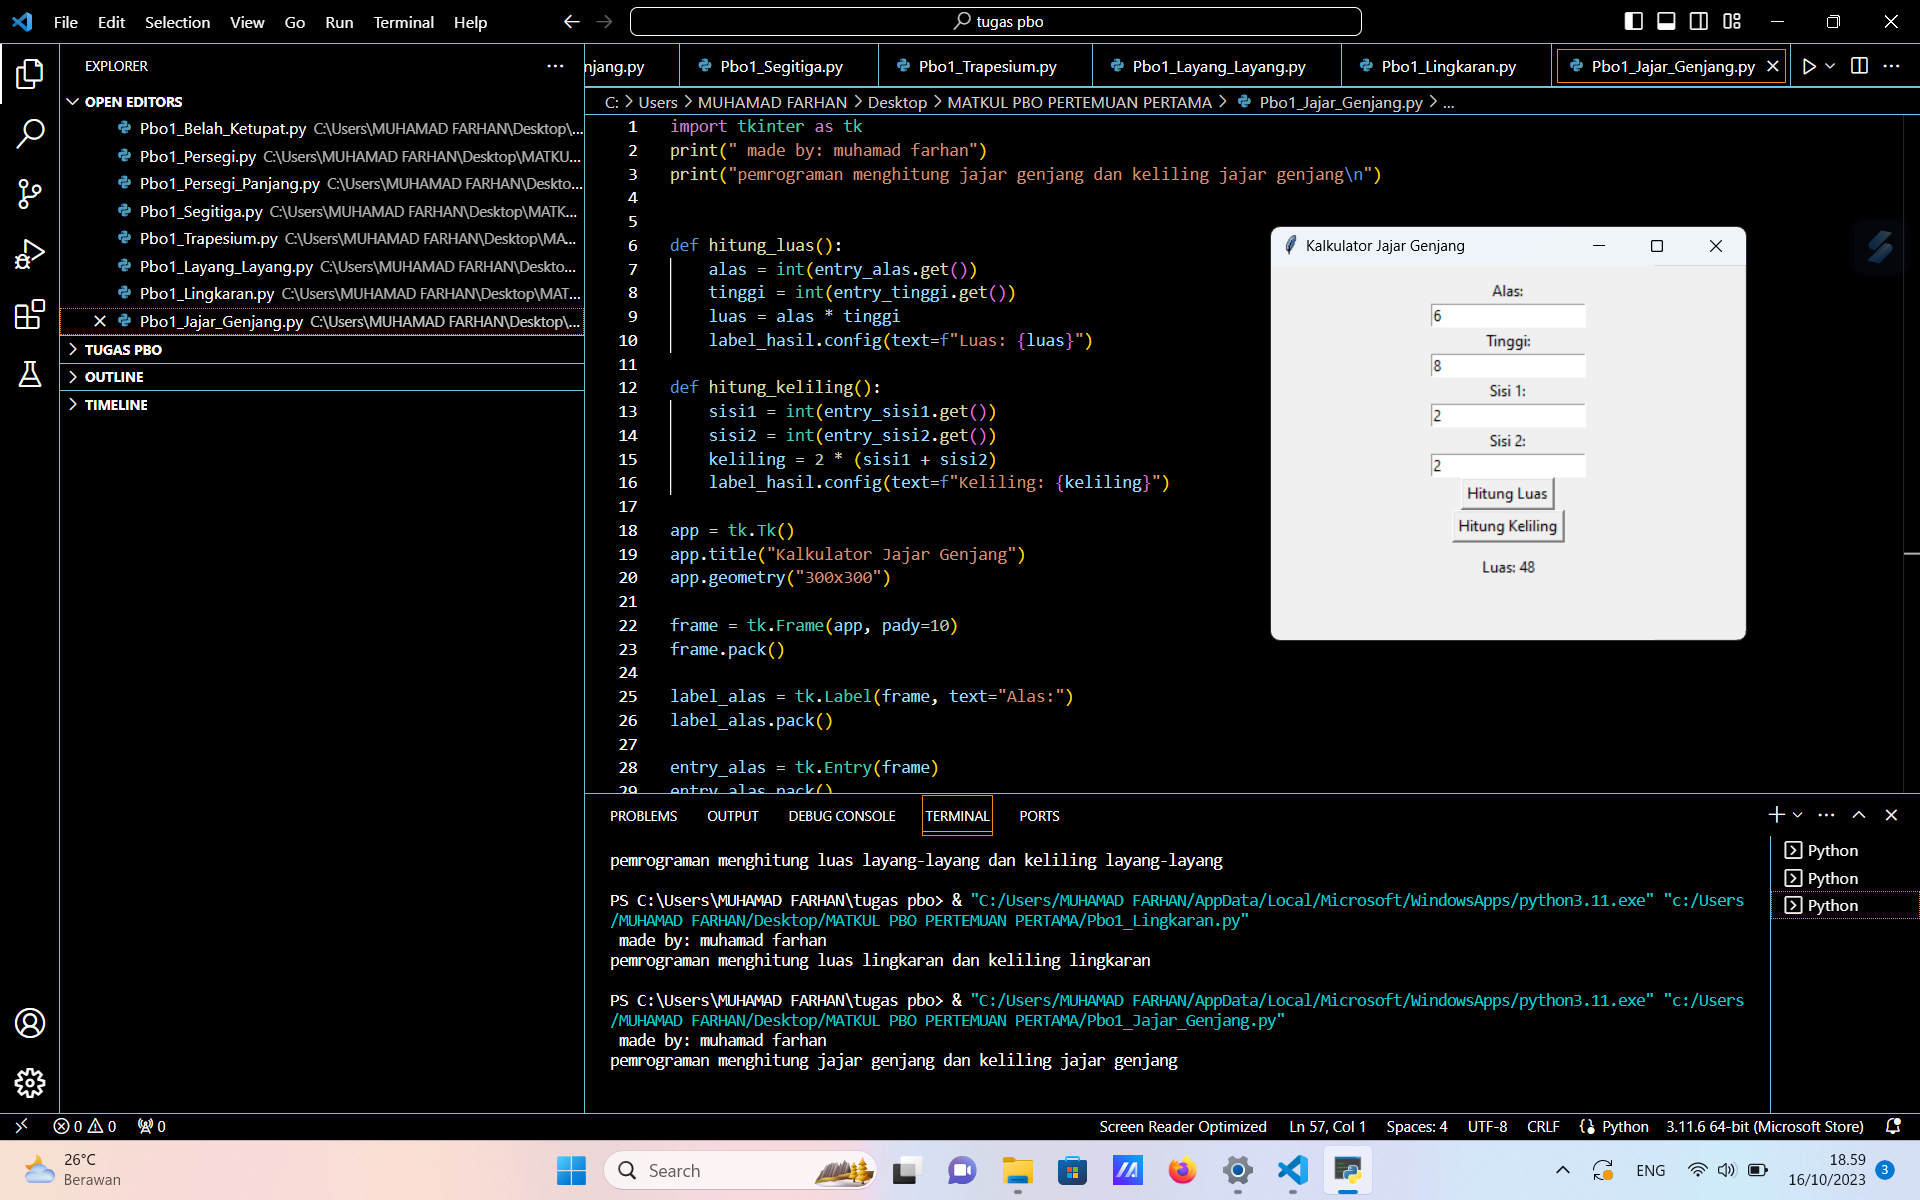 File Edit Selection View Go Run Terminal Help
tugas pbo
EXPLORER
OPEN EDITORS
Pbo1_Belah_Ketupat.py C:\Users\MUHAMAD FARHAN\Desktop\...
Pbo1_Persegi.py C:\Users\MUHAMAD FARHAN\Desktop\MATKU...
Pbo1_Persegi_Panjang.py C:\Users\MUHAMAD FARHAN\Deskto...
Pbo1_Segitiga.py C:\Users\MUHAMAD FARHAN\Desktop\MATK...
Pbo1_Trapesium.py C:\Users\MUHAMAD FARHAN\Desktop\MA...
Pbo1_Layang_Layang.py C:\Users\MUHAMAD FARHAN\Deskto...
Pbo1_Lingkaran.py C:\Users\MUHAMAD FARHAN\Desktop\MAT...
Pbo1_Jajar_Genjang.py C:\Users\MUHAMAD FARHAN\Desktop\...
TUGAS PBO
OUTLINE
TIMELINE
njang.py Pbo1_Segitiga.py Pbo1_Trapesium.py Pbo1_Layang_Layang.py Pbo1_Lingkaran.py Pbo1_Jajar_Genjang.py
C: > Users > MUHAMAD FARHAN > Desktop > MATKUL PBO PERTEMUAN PERTAMA > Pbo1_Jajar_Genjang.py > ...
1 import tkinter as tk
2 print(" made by: muhamad farhan")
3 print("pemrograman menghitung jajar genjang dan keliling jajar genjang\n")
4
5
6 def hitung_luas():
7     alas = int(entry_alas.get())
8     tinggi = int(entry_tinggi.get())
9     luas = alas * tinggi
10     label_hasil.config(text=f"Luas: {luas}")
11
12 def hitung_keliling():
13     sisi1 = int(entry_sisi1.get())
14     sisi2 = int(entry_sisi2.get())
15     keliling = 2 * (sisi1 + sisi2)
16     label_hasil.config(text=f"Keliling: {keliling}")
17
18 app = tk.Tk()
19 app.title("Kalkulator Jajar Genjang")
20 app.geometry("300x300")
21
22 frame = tk.Frame(app, pady=10)
23 frame.pack()
24
25 label_alas = tk.Label(frame, text="Alas:")
26 label_alas.pack()
27
28 entry_alas = tk.Entry(frame)
29 entry_alas.pack()
Kalkulator Jajar Genjang
Alas:
6
Tinggi:
8
Sisi 1:
2
Sisi 2:
2
Hitung Luas
Hitung Keliling
Luas: 48
PROBLEMS OUTPUT DEBUG CONSOLE TERMINAL PORTS
pemrograman menghitung luas layang-layang dan keliling layang-layang
PS C:\Users\MUHAMAD FARHAN\tugas pbo> & "C:/Users/MUHAMAD FARHAN/AppData/Local/Microsoft/WindowsApps/python3.11.exe" "c:/Users
/MUHAMAD FARHAN/Desktop/MATKUL PBO PERTEMUAN PERTAMA/Pbo1_Lingkaran.py"
made by: muhamad farhan
pemrograman menghitung luas lingkaran dan keliling lingkaran
PS C:\Users\MUHAMAD FARHAN\tugas pbo> & "C:/Users/MUHAMAD FARHAN/AppData/Local/Microsoft/WindowsApps/python3.11.exe" "c:/Users
/MUHAMAD FARHAN/Desktop/MATKUL PBO PERTEMUAN PERTAMA/Pbo1_Jajar_Genjang.py"
made by: muhamad farhan
pemrograman menghitung jajar genjang dan keliling jajar genjang
Python
Python
Python
0 0 0
Screen Reader Optimized Ln 57, Col 1 Spaces: 4 UTF-8 CRLF Python 3.11.6 64-bit (Microsoft Store)
26°C
Berawan
Search
ENG
18.59
16/10/2023
3